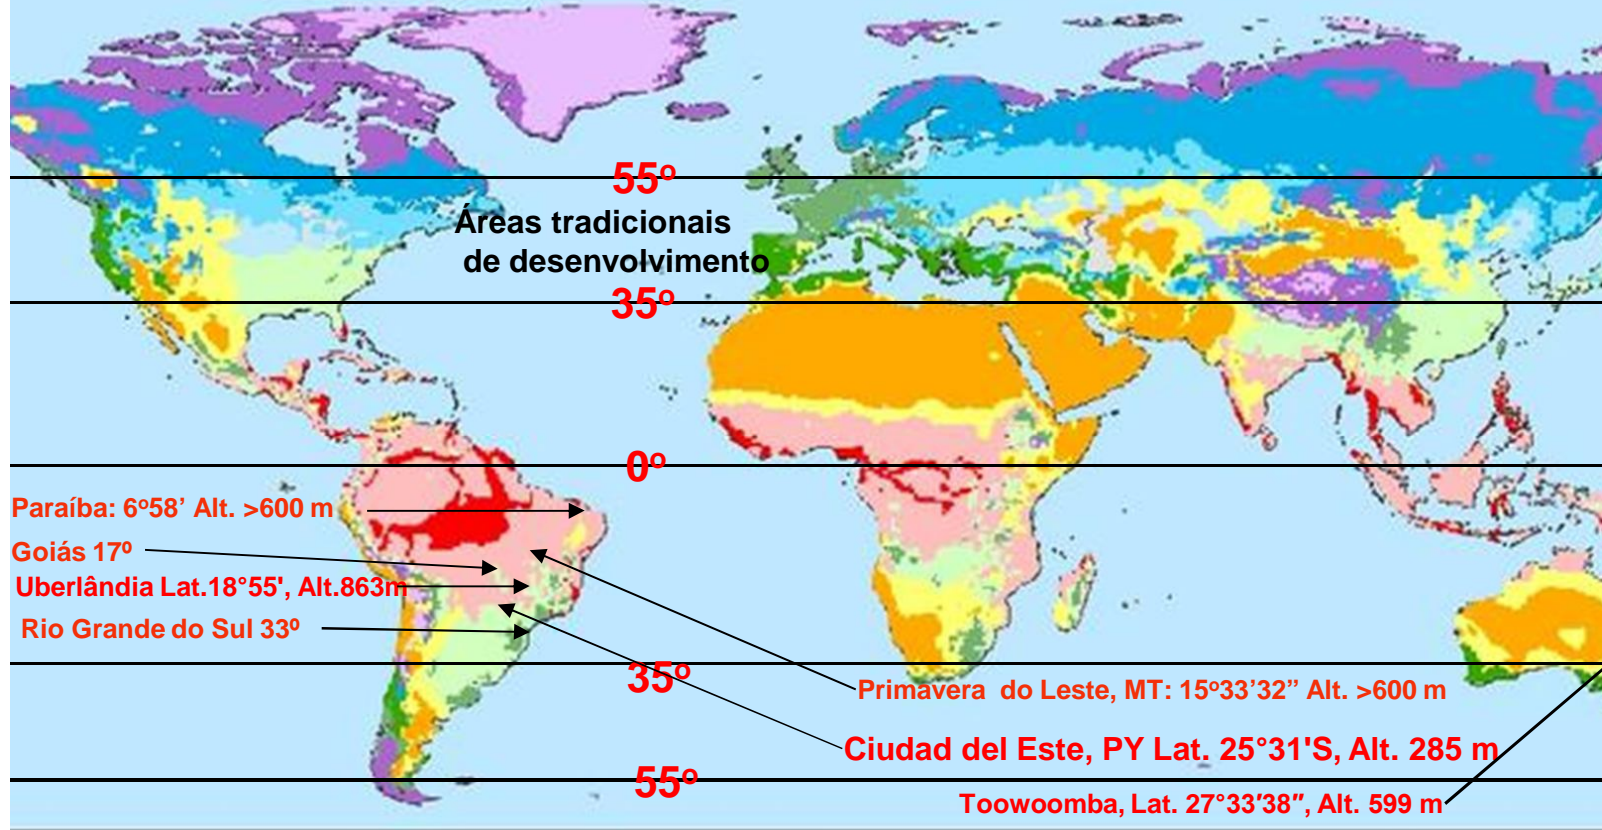 55º
Áreas tradicionais
de desenvolvimento
35º
0º
Paraíba: 6º58’ Alt. >600 m
Goiás 17º
Uberlândia Lat.18°55', Alt.863m
Rio Grande do Sul 33º
35º
Primavera do Leste, MT: 15º33’32” Alt. >600 m
Ciudad del Este, PY Lat. 25°31'S, Alt. 285 m
55º
Toowoomba, Lat. 27°33′38″, Alt. 599 m